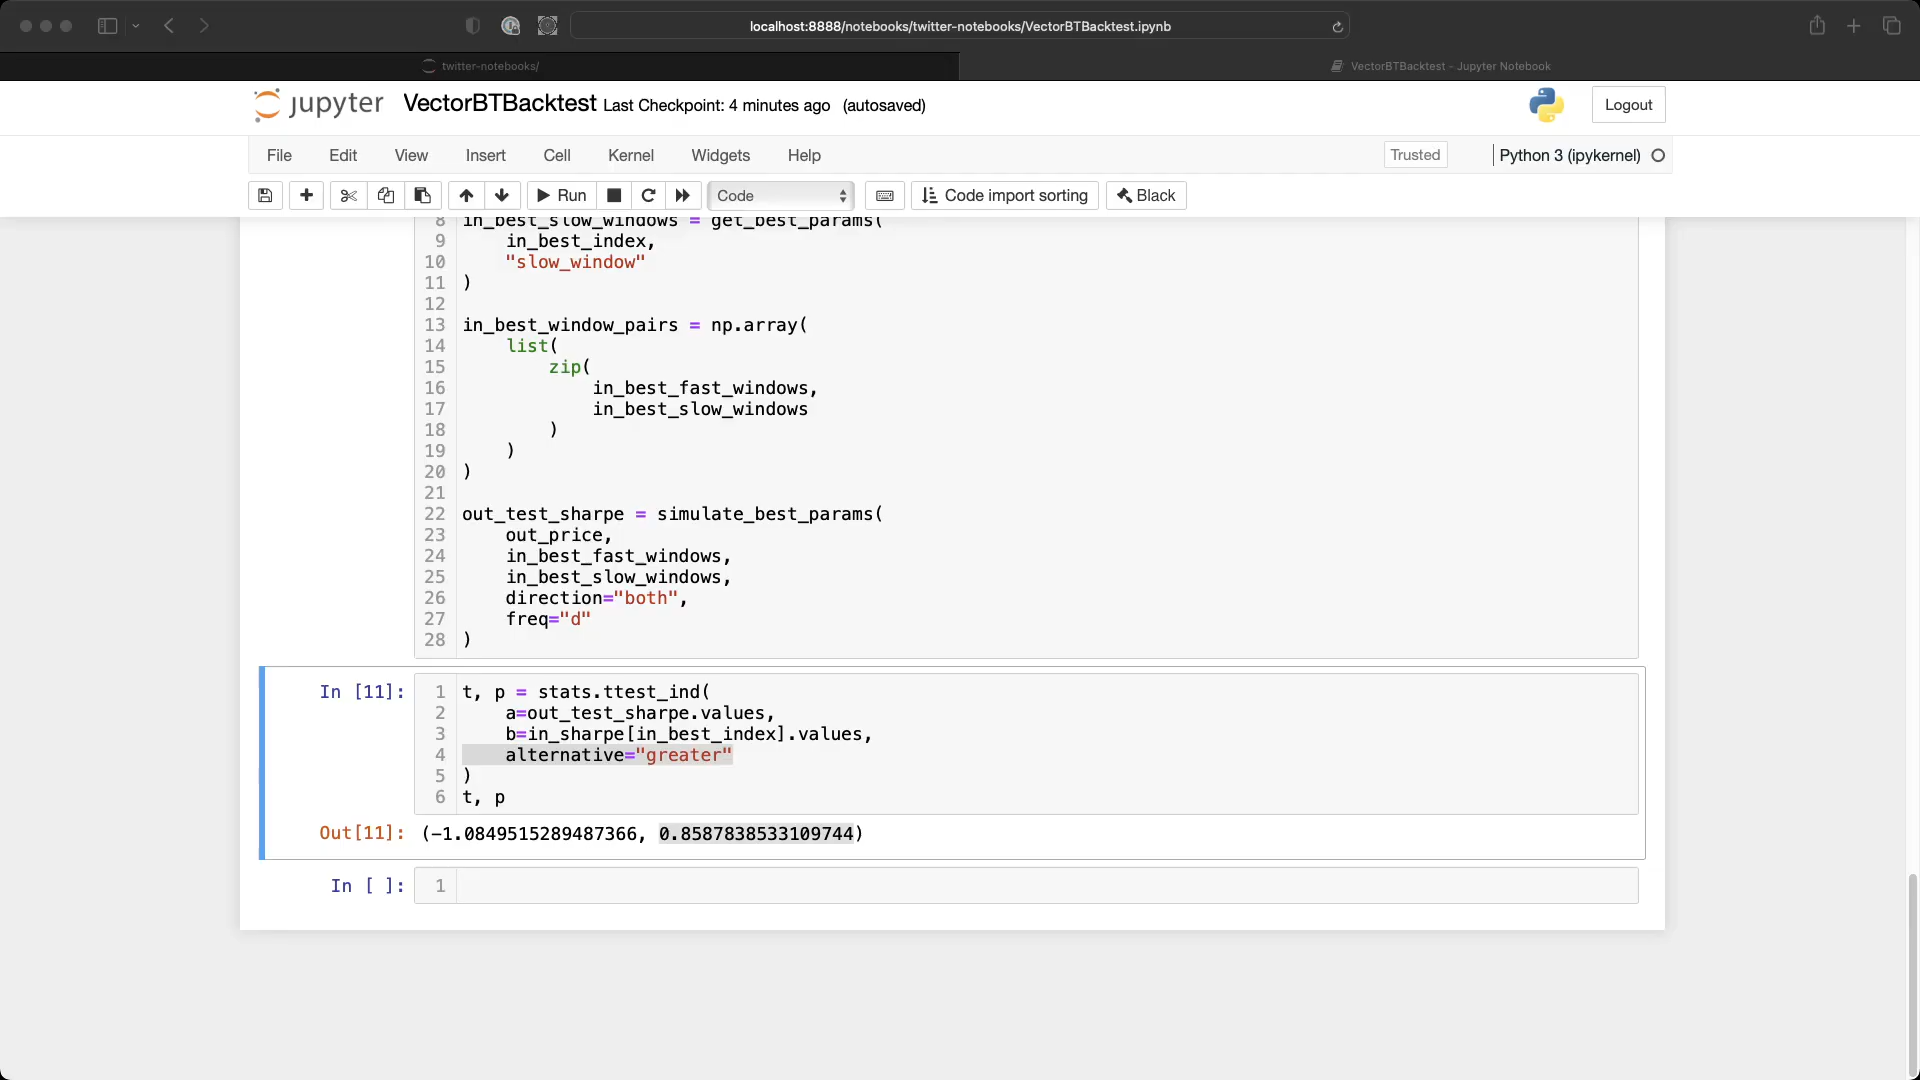 localhost:8888/notebooks/twitter-notebooks/VectorBTBacktest.ipynb
twitter-notebooks/
VectorBTBacktest - Jupyter Notebook
jupyter VectorBTBacktest Last Checkpoint: 4 minutes ago (autosaved)
Logout
File Edit View Insert Cell Kernel Widgets Help
Trusted
Python 3 (ipykernel)
Run
Code
Code import sorting
Black
8 in_best_slow_windows = get_best_params(
9 in_best_index,
10 "slow_window"
11 )
12
13 in_best_window_pairs = np.array(
14 list(
15 zip(
16 in_best_fast_windows,
17 in_best_slow_windows
18 )
19 )
20 )
21
22 out_test_sharpe = simulate_best_params(
23 out_price,
24 in_best_fast_windows,
25 in_best_slow_windows,
26 direction="both",
27 freq="d"
28 )
In [11]: 1 t, p = stats.ttest_ind(
2 a=out_test_sharpe.values,
3 b=in_sharpe[in_best_index].values,
4 alternative="greater"
5 )
6 t, p
Out[11]: (-1.0849515289487366, 0.8587838533109744)
In [ ]: 1